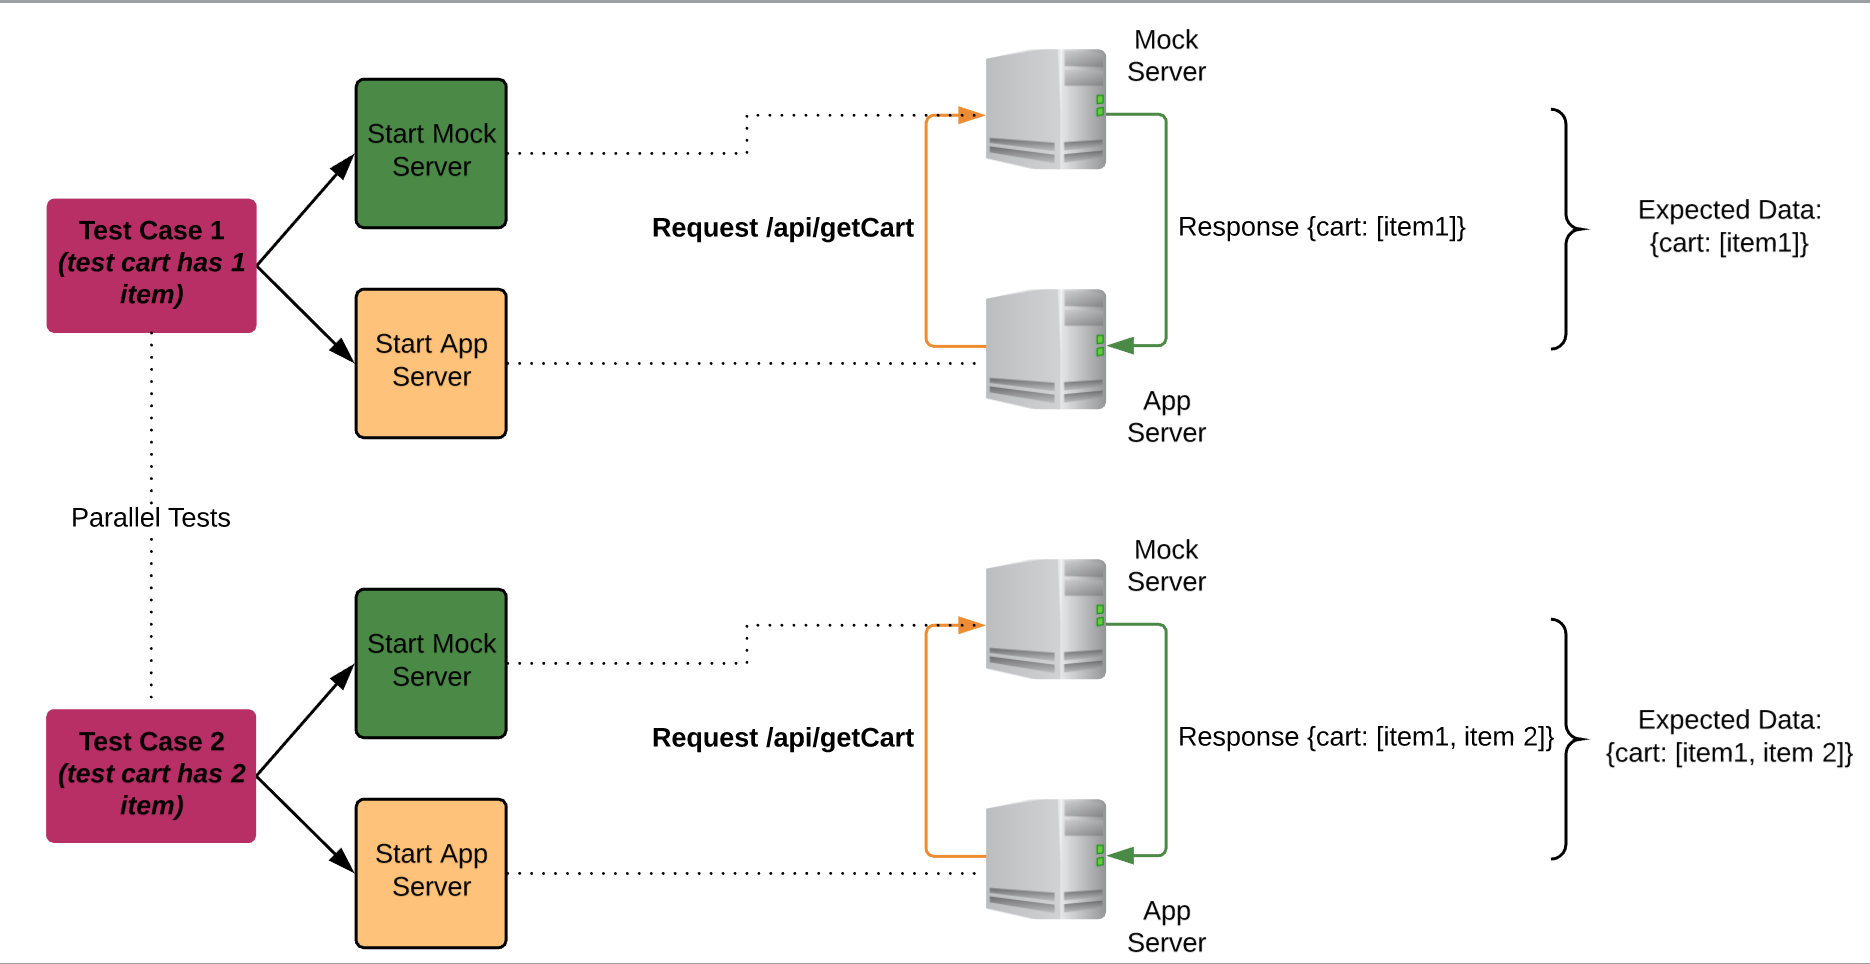 Mock
Server
Start Mock
Server
Test Case 1
(test cart has 1
item)
Request /api/getCart
Response {cart: [item1]}
Expected Data:
{cart: [item1]}
Start App
Server
App
Server
Parallel Tests
Mock
Server
Start Mock
Server
Test Case 2
(test cart has 2
item)
Request /api/getCart
Response {cart: [item1, item 2]}
Expected Data:
{cart: [item1, item 2]}
Start App
Server
App
Server